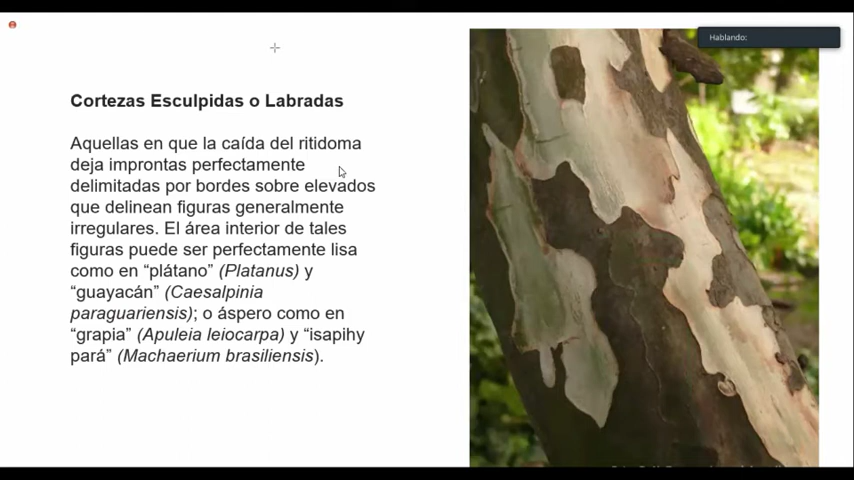 Hablando:
Cortezas Esculpidas o Labradas
Aquellas en que la caída del ritidoma
deja improntas perfectamente
delimitadas por bordes sobre elevados
que delinean figuras generalmente
irregulares. El área interior de tales
figuras puede ser perfectamente lisa
como en “plátano” (Platanus) y
“guayacán” (Caesalpinia
paraguariensis); o áspero como en
“grapia” (Apuleia leiocarpa) y “isapihy
pará” (Machaerium brasiliensis).